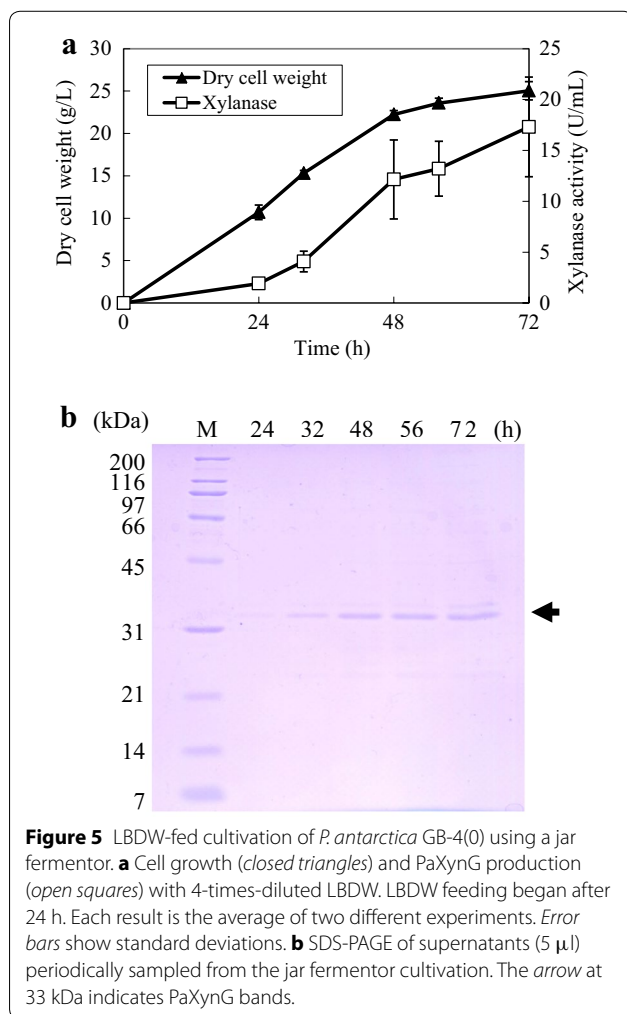 a
30
25
20
15
10
5
0
Dry cell weight (g/L)
Dry cell weight
Xylanase
25
20
15
10
5
0
Xylanase activity (U/mL)
0 24 48 72
Time (h)
b (kDa) M 24 32 48 56 72 (h)
200
116
97
66
45
31
21
14
7
Figure 5 LBDW-fed cultivation of P. antarctica GB-4(0) using a jar
fermentor. a Cell growth (closed triangles) and PaXynG production
(open squares) with 4-times-diluted LBDW. LBDW feeding began after
24 h. Each result is the average of two different experiments. Error
bars show standard deviations. b SDS-PAGE of supernatants (5 μl)
periodically sampled from the jar fermentor cultivation. The arrow at
33 kDa indicates PaXynG bands.